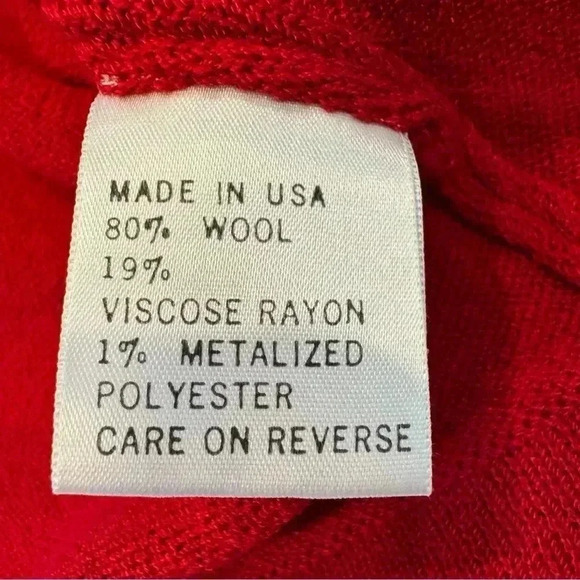 MADE IN USA
80% WOOL
19%
VISCOSE RAYON
1% METALIZED
POLYESTER
CARE ON REVERSE